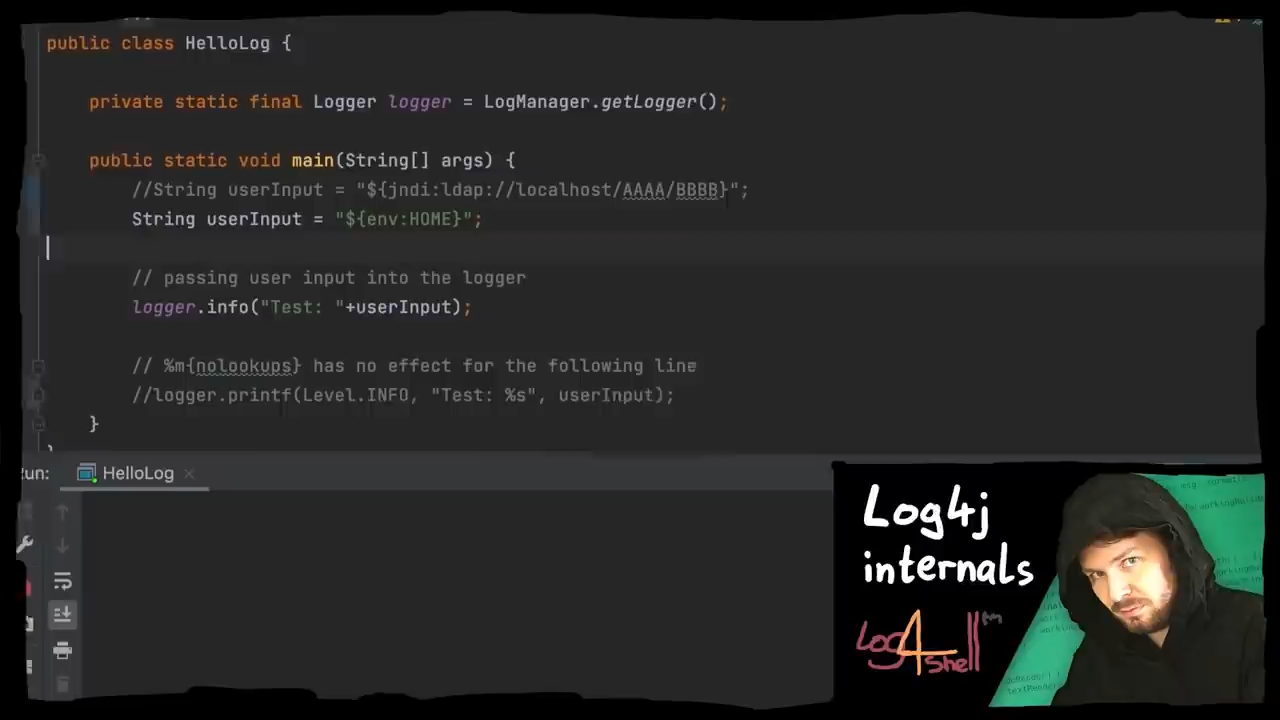 public class HelloLog {
private static final Logger logger = LogManager.getLogger();
public static void main(String[] args) {
//String userInput = "${jndi:ldap://localhost/AAAA/BBBB}";
String userInput = "${env:HOME}";
// passing user input into the logger
logger.info("Test: "+userInput);
// %m{nolookups} has no effect for the following line
//logger.printf(Level.INFO, "Test: %s", userInput);
}
un:
HelloLog
Log4j
internals
Log4shell
tm